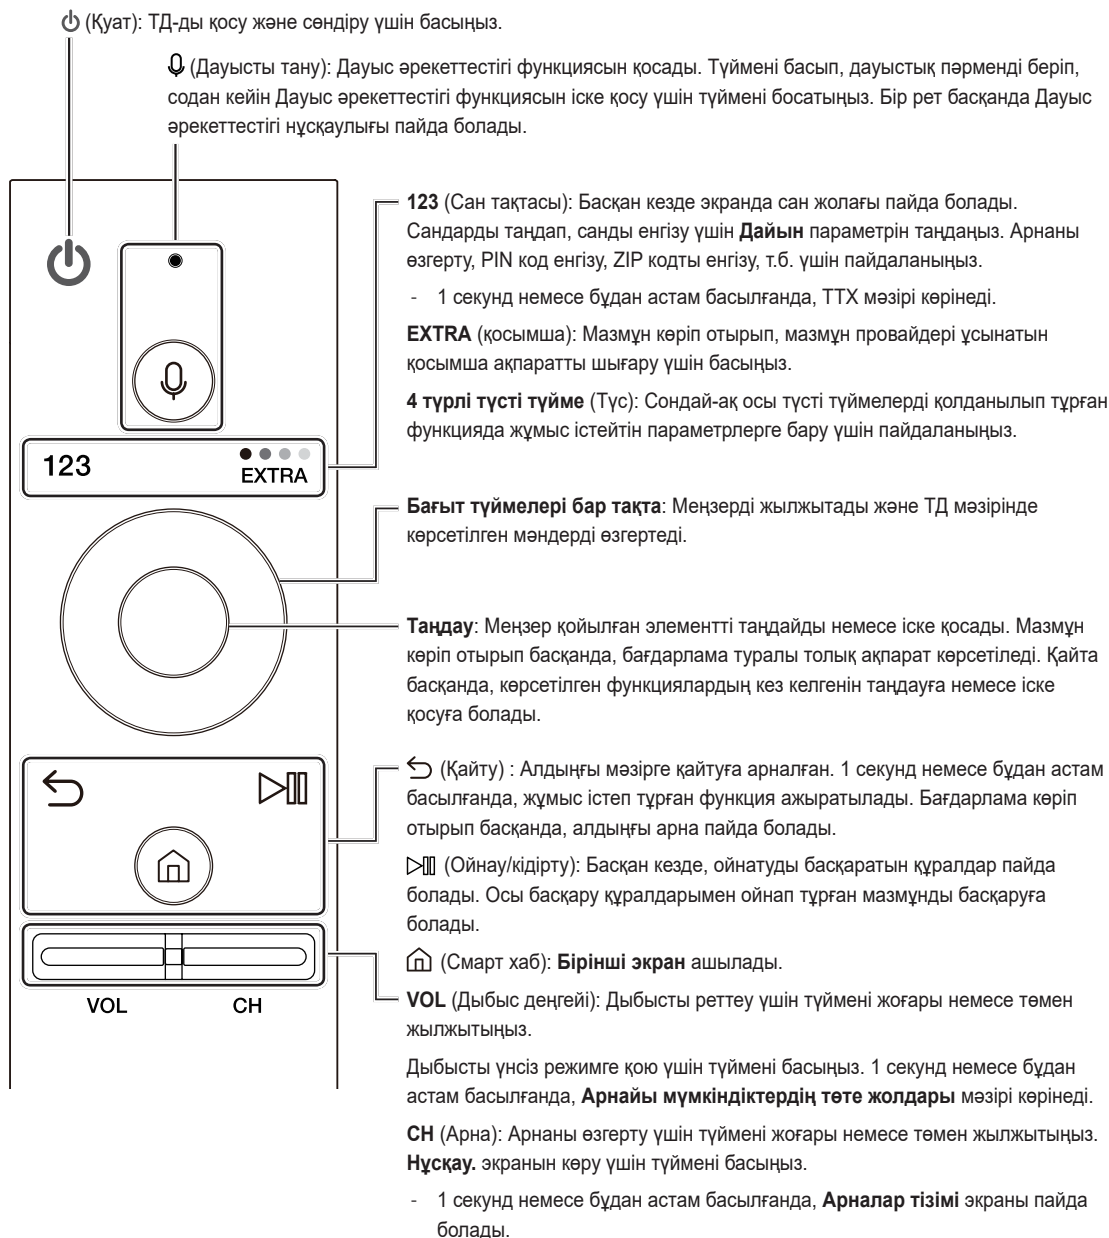 (Қуат): ТД-ды қосу және сөндіру үшін басыңыз.
(Дауысты тану): Дауыс әрекеттестігі функциясын қосады. Түймені басып, дауыстық пәрменді беріп,
содан кейін Дауыс әрекеттестігі функциясын іске қосу үшін түймені босатыңыз. Бір рет басқанда Дауыс
әрекеттестігі нұсқаулығы пайда болады.
123 (Сан тақтасы): Басқан кезде экранда сан жолағы пайда болады.
Сандарды таңдап, санды енгізу үшін Дайын параметрін таңдаңыз. Арнаны
өзгерту, PIN код енгізу, ZIP кодты енгізу, т.б. үшін пайдаланыңыз.
- 1 секунд немесе бұдан астам басылғанда, TTX мәзірі көрінеді.
EXTRA (қосымша): Мазмұн көріп отырып, мазмұн провайдері ұсынатын
қосымша ақпаратты шығару үшін басыңыз.
4 түрлі түсті түйме (Түс): Сондай-ақ осы түсті түймелерді қолданылып тұрған
функцияда жұмыс істейтін параметрлерге бару үшін пайдаланыңыз.
123
EXTRA
Бағыт түймелері бар тақта: Меңзерді жылжытады және ТД мәзірінде
көрсетілген мәндерді өзгертеді.
Таңдау: Меңзер қойылған элементті таңдайды немесе іске қосады. Мазмұн
көріп отырып басқанда, бағдарлама туралы толық ақпарат көрсетіледі. Қайта
басқанда, көрсетілген функциялардың кез келгенін таңдауға немесе іске
қосуға болады.
(Қайту) : Алдыңғы мәзірге қайтуға арналған. 1 секунд немесе бұдан астам
басылғанда, жұмыс істеп тұрған функция ажыратылады. Бағдарлама көріп
отырып басқанда, алдыңғы арна пайда болады.
(Ойнау/кідірту): Басқан кезде, ойнатуды басқаратын құралдар пайда
болады. Осы басқару құралдарымен ойнап тұрған мазмұнды басқаруға
болады.
(Смарт хаб): Бірінші экран ашылады.
VOL
CH
VOL (Дыбыс деңгейі): Дыбысты реттеу үшін түймені жоғары немесе төмен
жылжытыңыз.
Дыбысты үнсіз режимге қою үшін түймені басыңыз. 1 секунд немесе бұдан
астам басылғанда, Арнайы мүмкіндіктердің төте жолдары мәзірі көрінеді.
CH (Арна): Арнаны өзгерту үшін түймені жоғары немесе төмен жылжытыңыз.
Нұсқау. экранын көру үшін түймені басыңыз.
- 1 секунд немесе бұдан астам басылғанда, Арналар тізімі экраны пайда
болады.